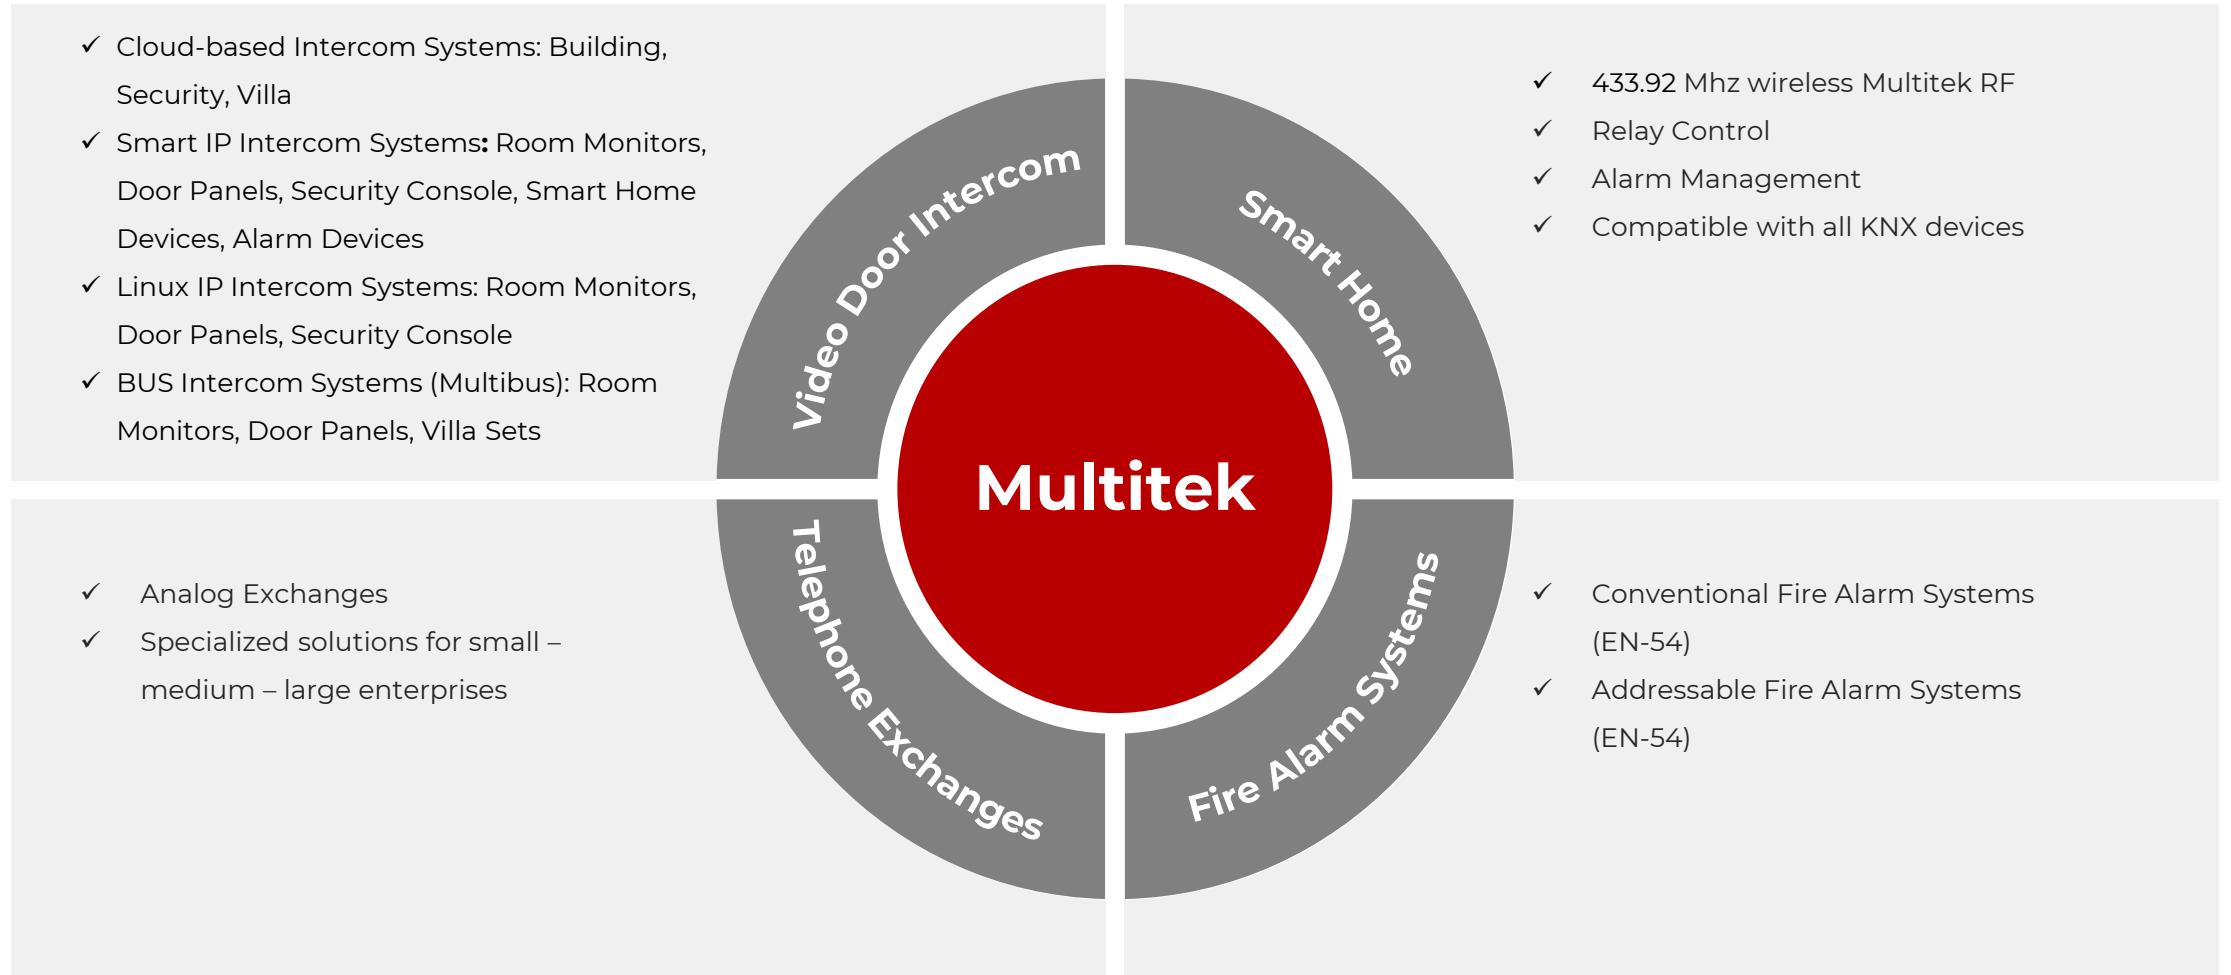 ✓ Cloud-based Intercom Systems: Building,
Security, Villa
✓ Smart IP Intercom Systems: Room Monitors,
Door Panels, Security Console, Smart Home
Devices, Alarm Devices
✓ Linux IP Intercom Systems: Room Monitors,
Door Panels, Security Console
✓ BUS Intercom Systems (Multibus): Room
Monitors, Door Panels, Villa Sets
Video Door Intercom
Smart Home
✓ 433.92 Mhz wireless Multitek RF
✓ Relay Control
✓ Alarm Management
✓ Compatible with all KNX devices
Multitek
✓ Analog Exchanges
✓ Specialized solutions for small –
medium – large enterprises
Telephone Exchanges
Fire Alarm Systems
✓ Conventional Fire Alarm Systems
(EN-54)
✓ Addressable Fire Alarm Systems
(EN-54)